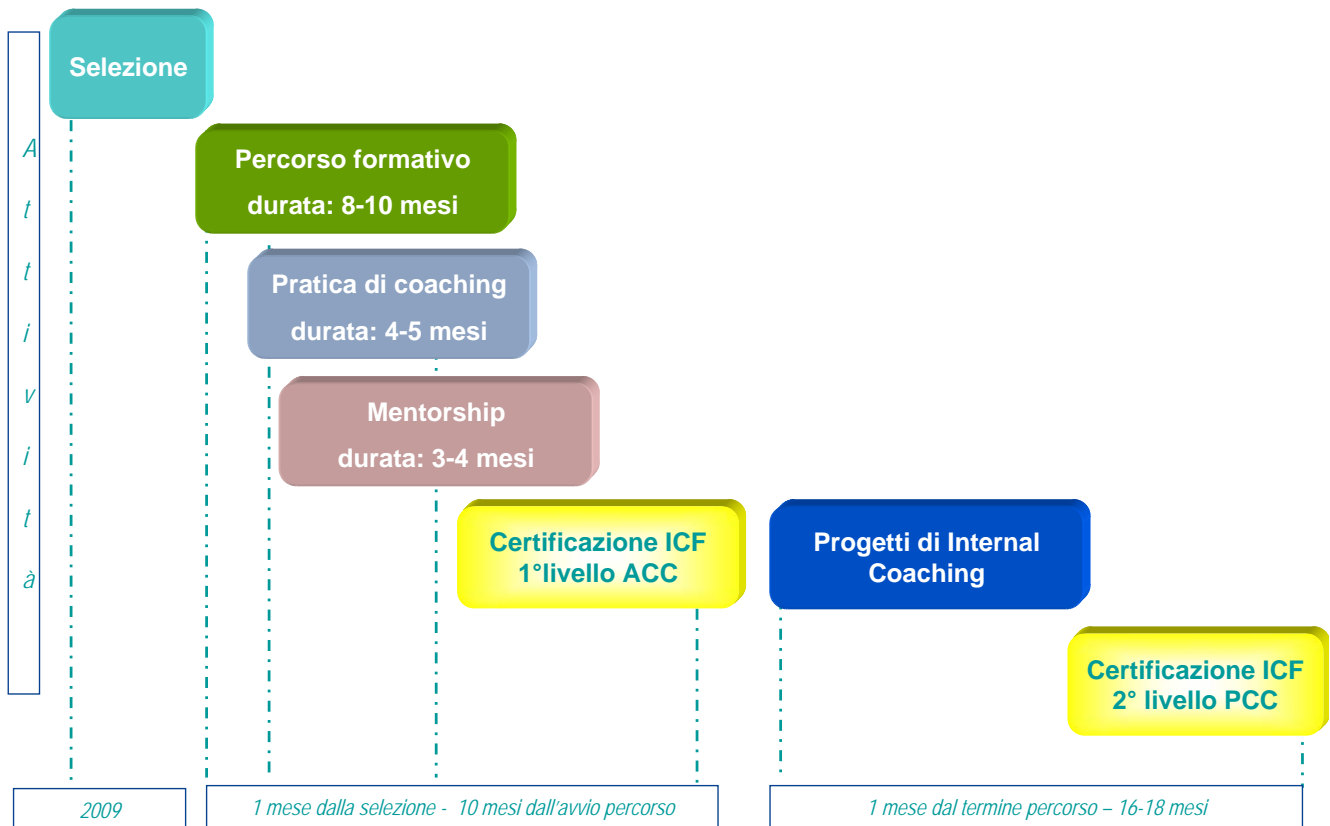 Attività
Selezione
Percorso formativo
durata: 8-10 mesi
Pratica di coaching
durata: 4-5 mesi
Mentorship
durata: 3-4 mesi
Certificazione ICF
1°livello ACC
Progetti di Internal
Coaching
Certificazione ICF
2° livello PCC
2009
1 mese dalla selezione - 10 mesi dall'avvio percorso
1 mese dal termine percorso – 16-18 mesi